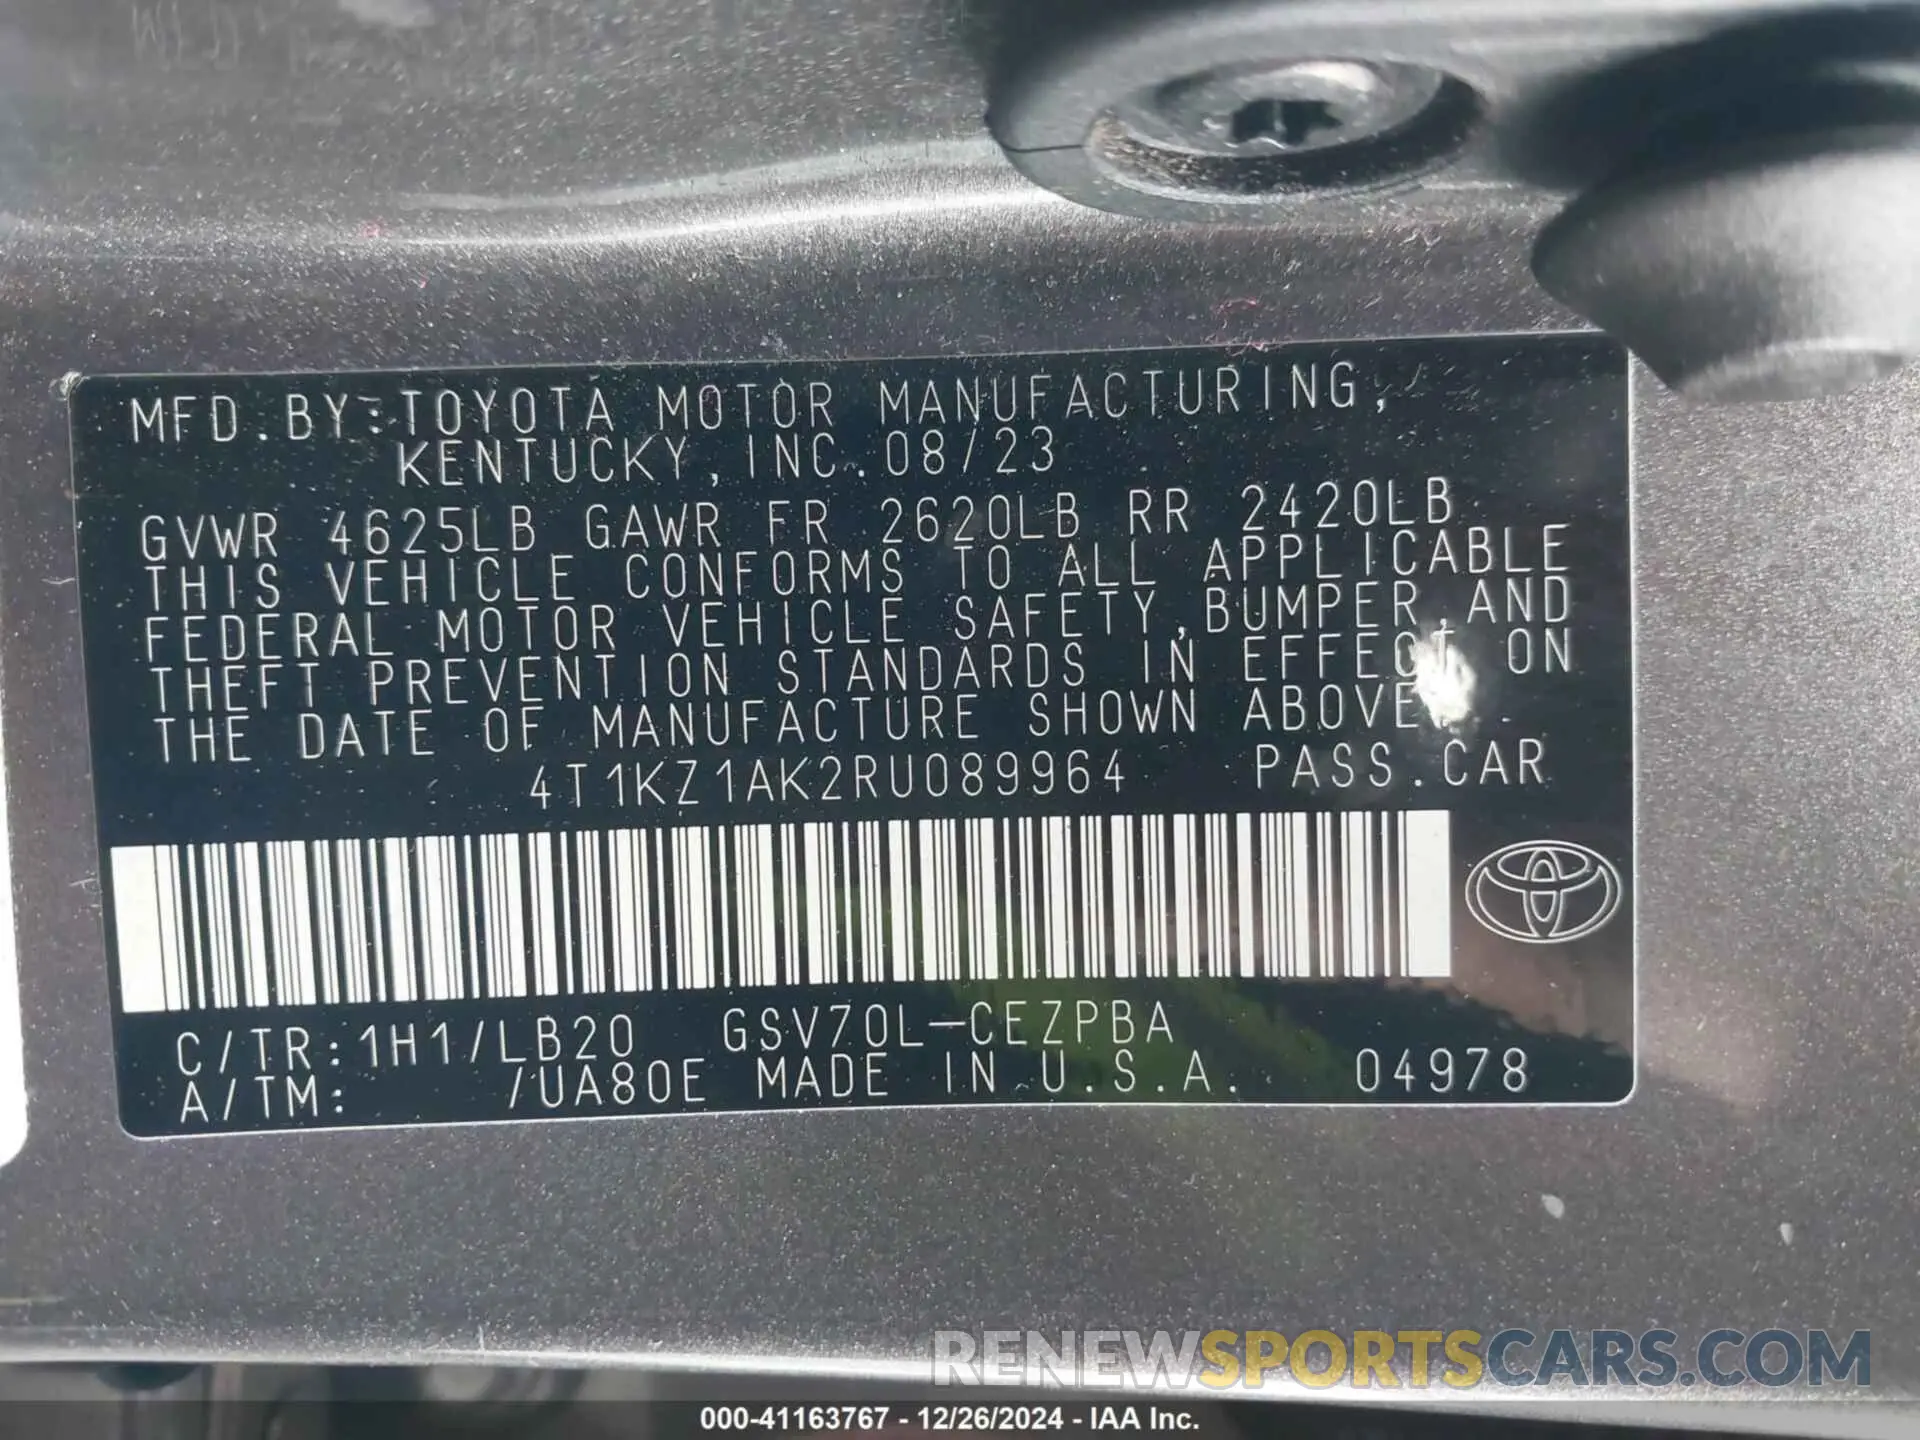 MFD.BY:TOYOTA MOTOR MANUFACTURING,
KENTUCKY,INC.08/23
GVWR 4625LB GAWR FR 2620LB RR 2420LB
THIS VEHICLE CONFORMS TO ALL APPLICABLE
FEDERAL MOTOR VEHICLE SAFETY,BUMPER,AND
THEFT PREVENTION STANDARDS IN EFFECT ON
THE DATE OF MANUFACTURE SHOWN ABOVE.
4T1KZ1AK2RU089964 PASS.CAR
C/TR:1H1/LB20 GSV70L-CEZPBA
A/TM: /UA80E MADE IN U.S.A. 04978
RENEWSPORTSCARS.COM
000-41163767 - 12/26/2024 - IAA Inc.